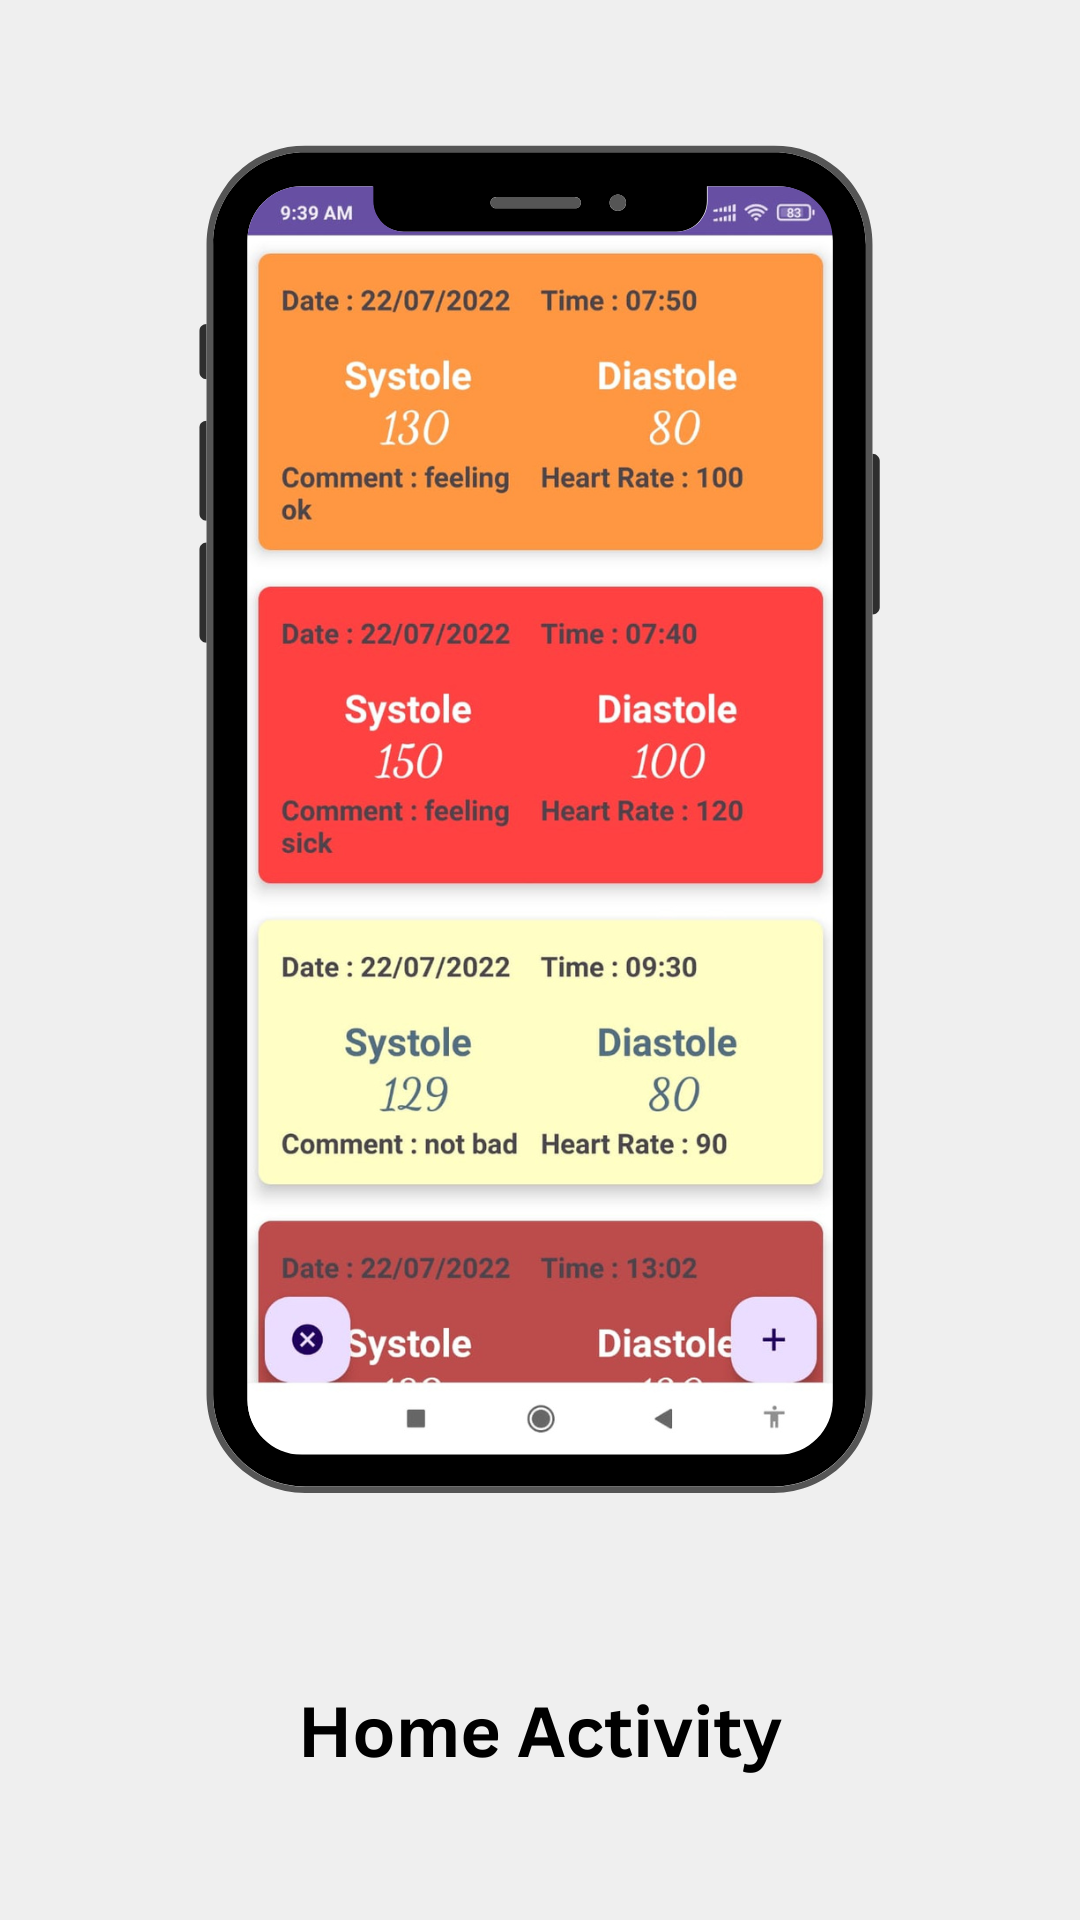 9:39 AM 83
Date : 22/07/2022 Time : 07:50
Systole Diastole
130 80
Comment : feeling Heart Rate : 100
ok
Date : 22/07/2022 Time : 07:40
Systole Diastole
150 100
Comment : feeling Heart Rate : 120
sick
Date : 22/07/2022 Time : 09:30
Systole Diastole
129 80
Comment : not bad Heart Rate : 90
Date : 22/07/2022 Time : 13:02
Systole Diastole
Home Activity